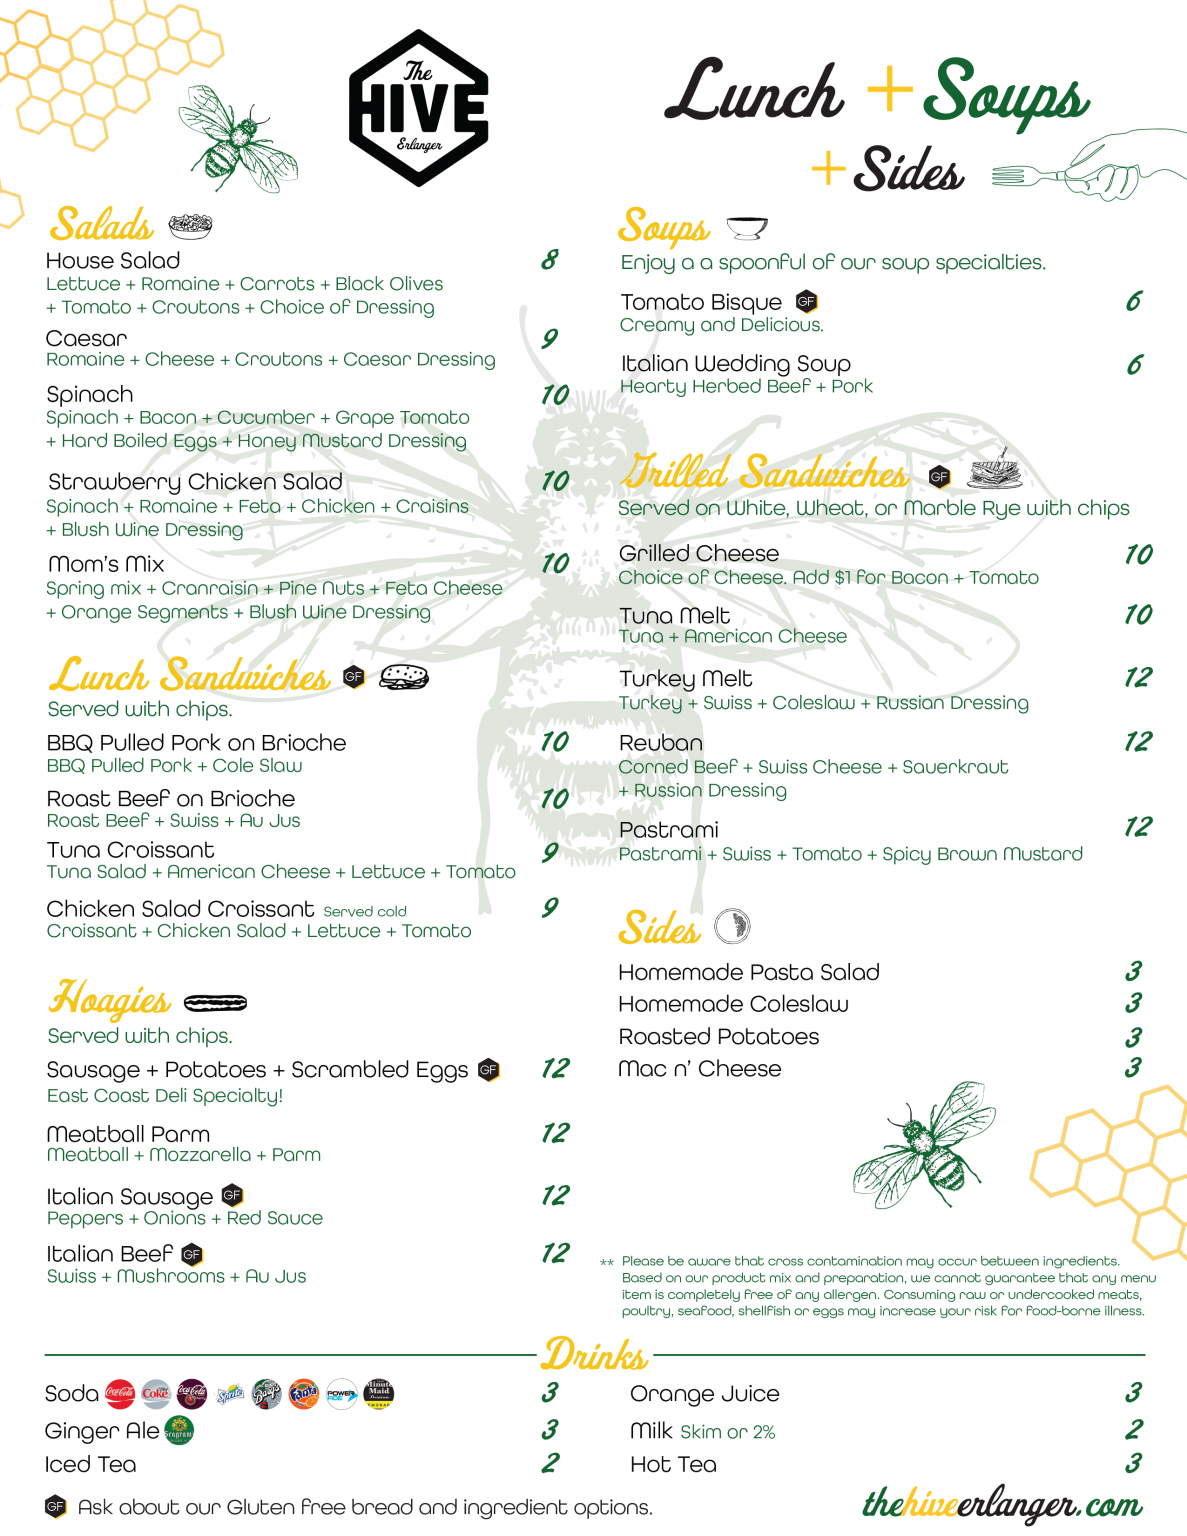 The
HIVE
Erlanger
Lunch + Soups
+ Sides
Salads
House Salad 8
Lettuce + Romaine + Carrots + Black Olives
+ Tomato + Croutons + Choice of Dressing
Caesar 9
Romaine + Cheese + Croutons + Caesar Dressing
Spinach 10
Spinach + Bacon + Cucumber + Grape Tomato
+ Hard Boiled Eggs + Honey Mustard Dressing
Strawberry Chicken Salad 10
Spinach + Romaine + Feta + Chicken + Craisins
+ Blush Wine Dressing
Mom's Mix 10
Spring mix + Cranraisin + Pine Nuts + Feta Cheese
+ Orange Segments + Blush Wine Dressing
Lunch Sandwiches GF
Served with chips.
BBQ Pulled Pork on Brioche 10
BBQ Pulled Pork + Cole Slaw
Roast Beef on Brioche 10
Roast Beef + Swiss + Au Jus
Tuna Croissant 9
Tuna Salad + American Cheese + Lettuce + Tomato
Chicken Salad Croissant Served cold 9
Croissant + Chicken Salad + Lettuce + Tomato
Hoagies
Served with chips.
Sausage + Potatoes + Scrambled Eggs GF 12
East Coast Deli Specialty!
Meatball Parm 12
Meatball + Mozzarella + Parm
Italian Sausage GF 12
Peppers + Onions + Red Sauce
Italian Beef GF 12
Swiss + Mushrooms + Au Jus
Soups
Enjoy a a spoonful of our soup specialties.
Tomato Bisque GF 6
Creamy and Delicious.
Italian Wedding Soup 6
Hearty Herbed Beef + Pork
Grilled Sandwiches GF
Served on White, Wheat, or Marble Rye with chips
Grilled Cheese 10
Choice of Cheese. Add $1 for Bacon + Tomato
Tuna Melt 10
Tuna + American Cheese
Turkey Melt 12
Turkey + Swiss + Coleslaw + Russian Dressing
Reuban 12
Corned Beef + Swiss Cheese + Sauerkraut
+ Russian Dressing
Pastrami 12
Pastrami + Swiss + Tomato + Spicy Brown Mustard
Sides
Homemade Pasta Salad 3
Homemade Coleslaw 3
Roasted Potatoes 3
Mac n' Cheese 3
** Please be aware that cross contamination may occur between ingredients.
Based on our product mix and preparation, we cannot guarantee that any menu
item is completely free of any allergen. Consuming raw or undercooked meats,
poultry, seafood, shellfish or eggs may increase your risk for food-borne illness.
Drinks
Soda Coca-Cola Coke Coca-Cola Sprite Barq's Fanta POWERADE Minute Maid 3
Ginger Ale Seagram's 3
Iced Tea 2
Orange Juice 3
Milk Skim or 2% 2
Hot Tea 3
GF Ask about our Gluten free bread and ingredient options.
thehiveerlanger.com